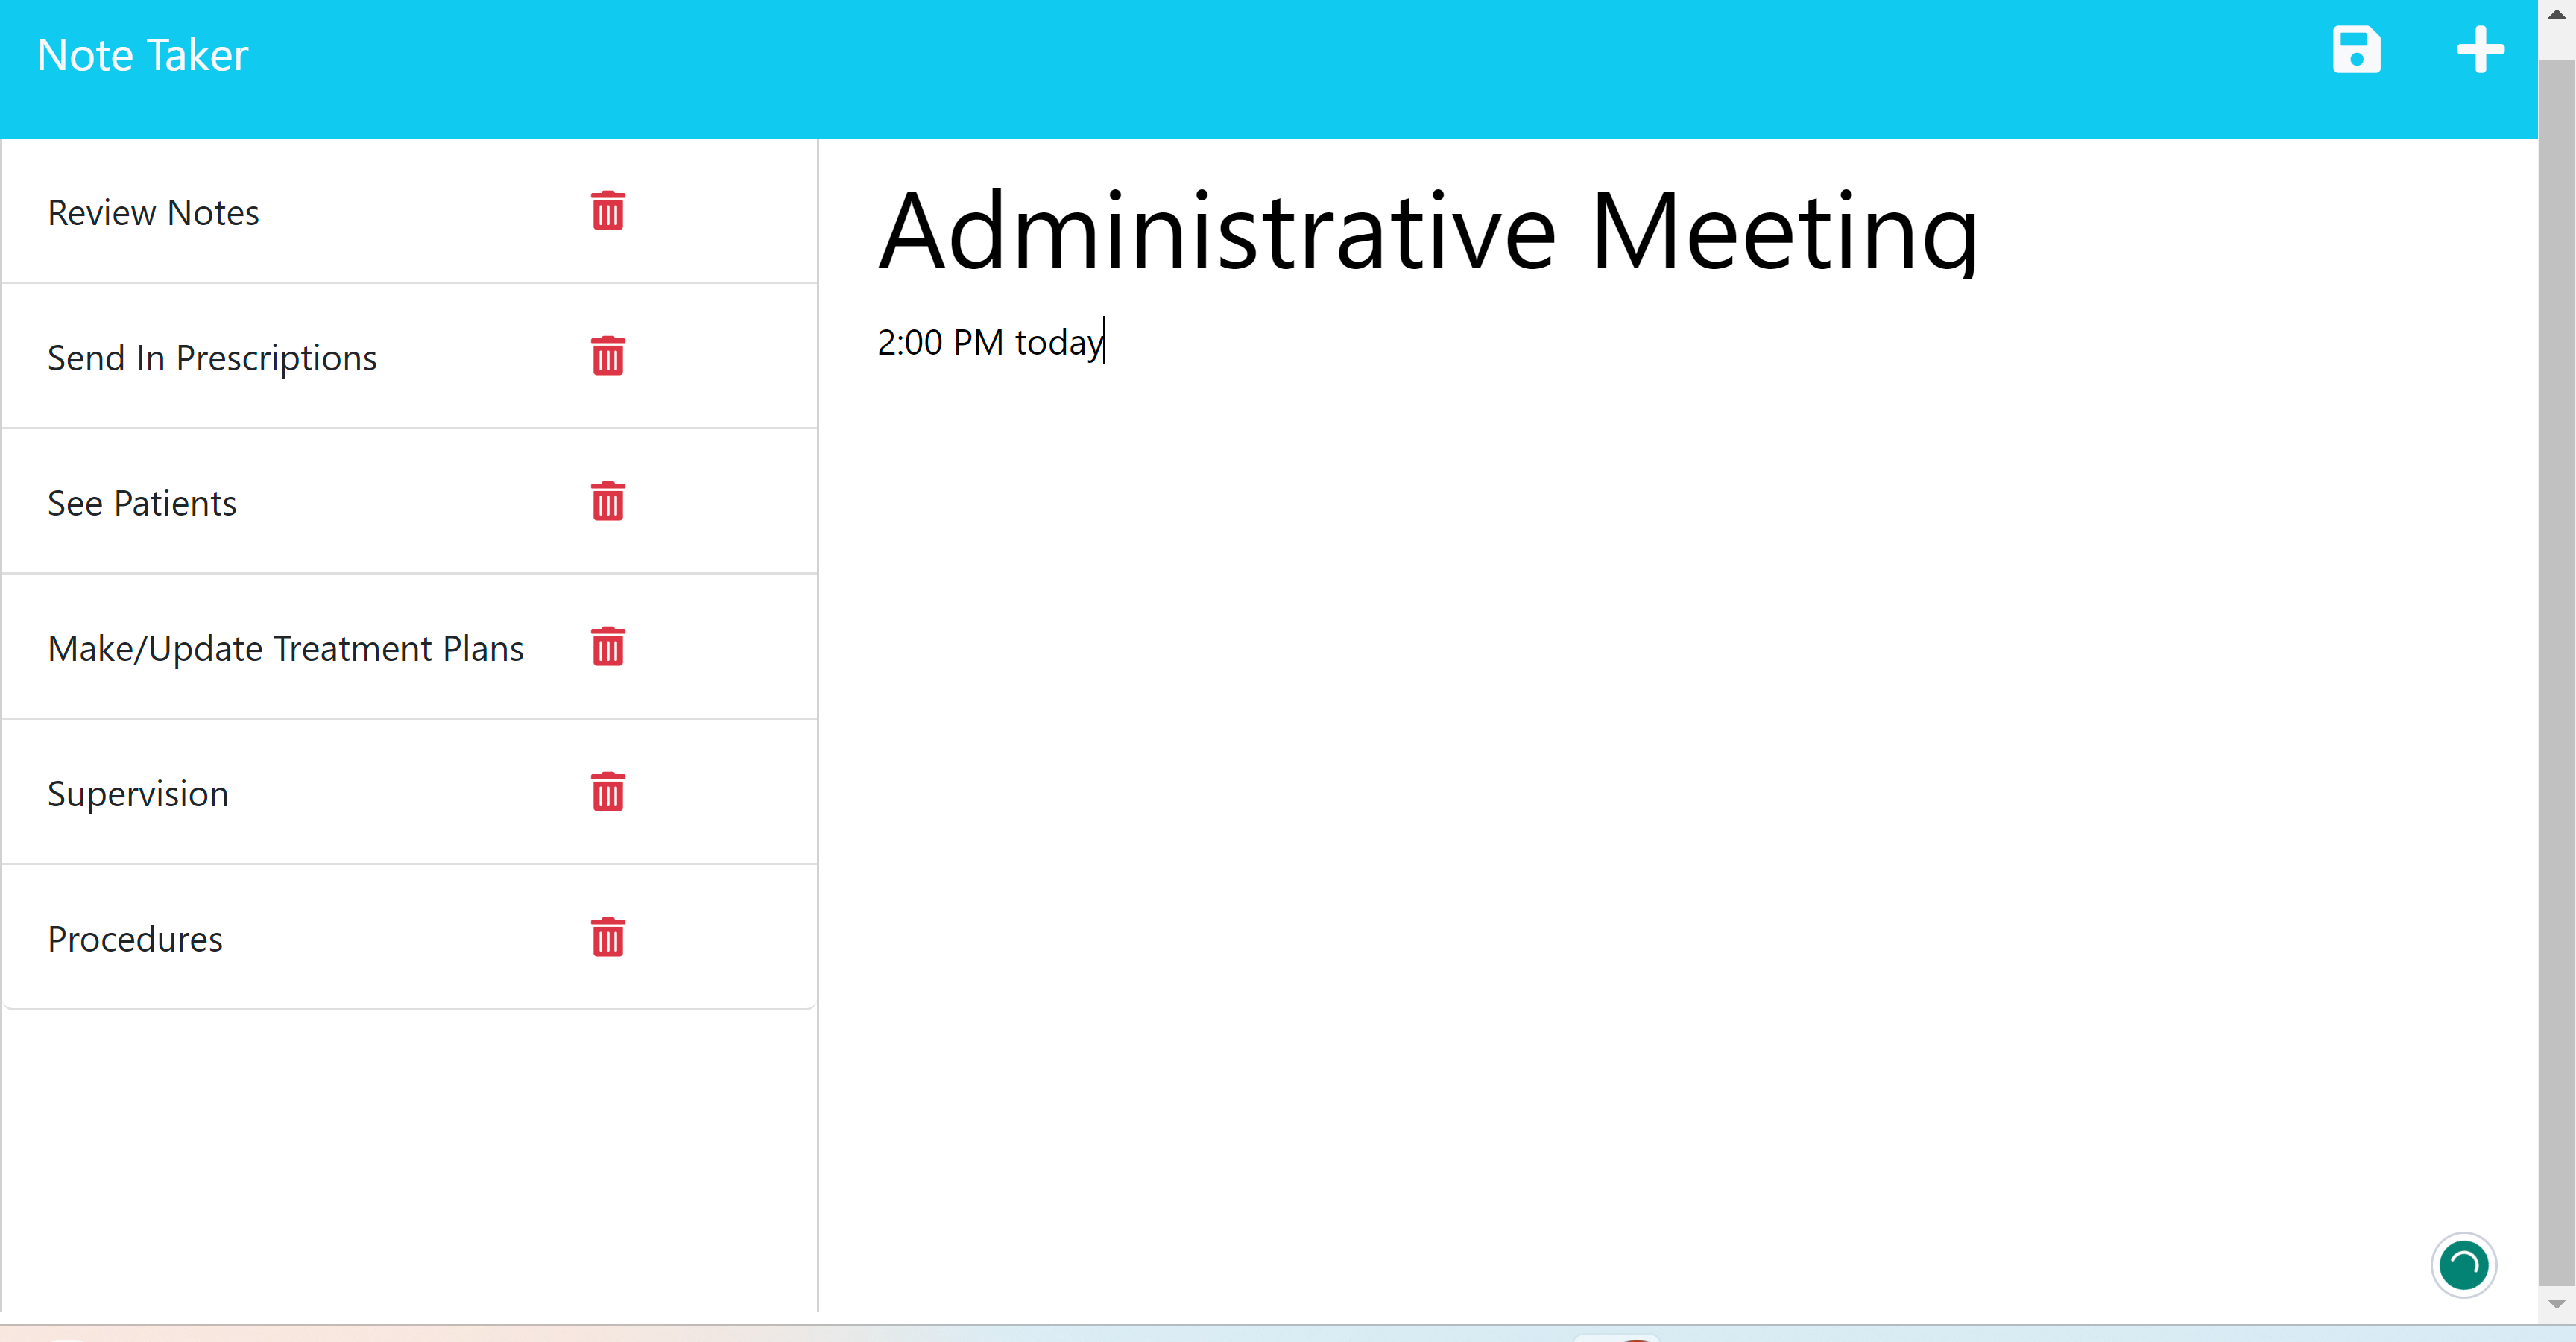 Note Taker
Review Notes
Send In Prescriptions
See Patients
Make/Update Treatment Plans
Supervision
Procedures
Administrative Meeting
2:00 PM today